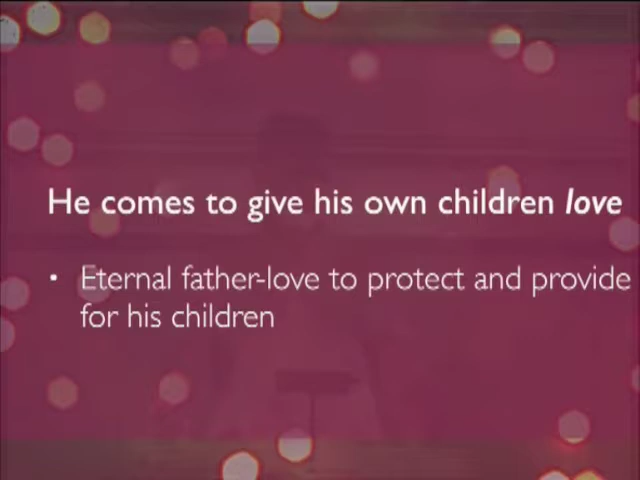 He comes to give his own children love
• Eternal father-love to protect and provide
for his children